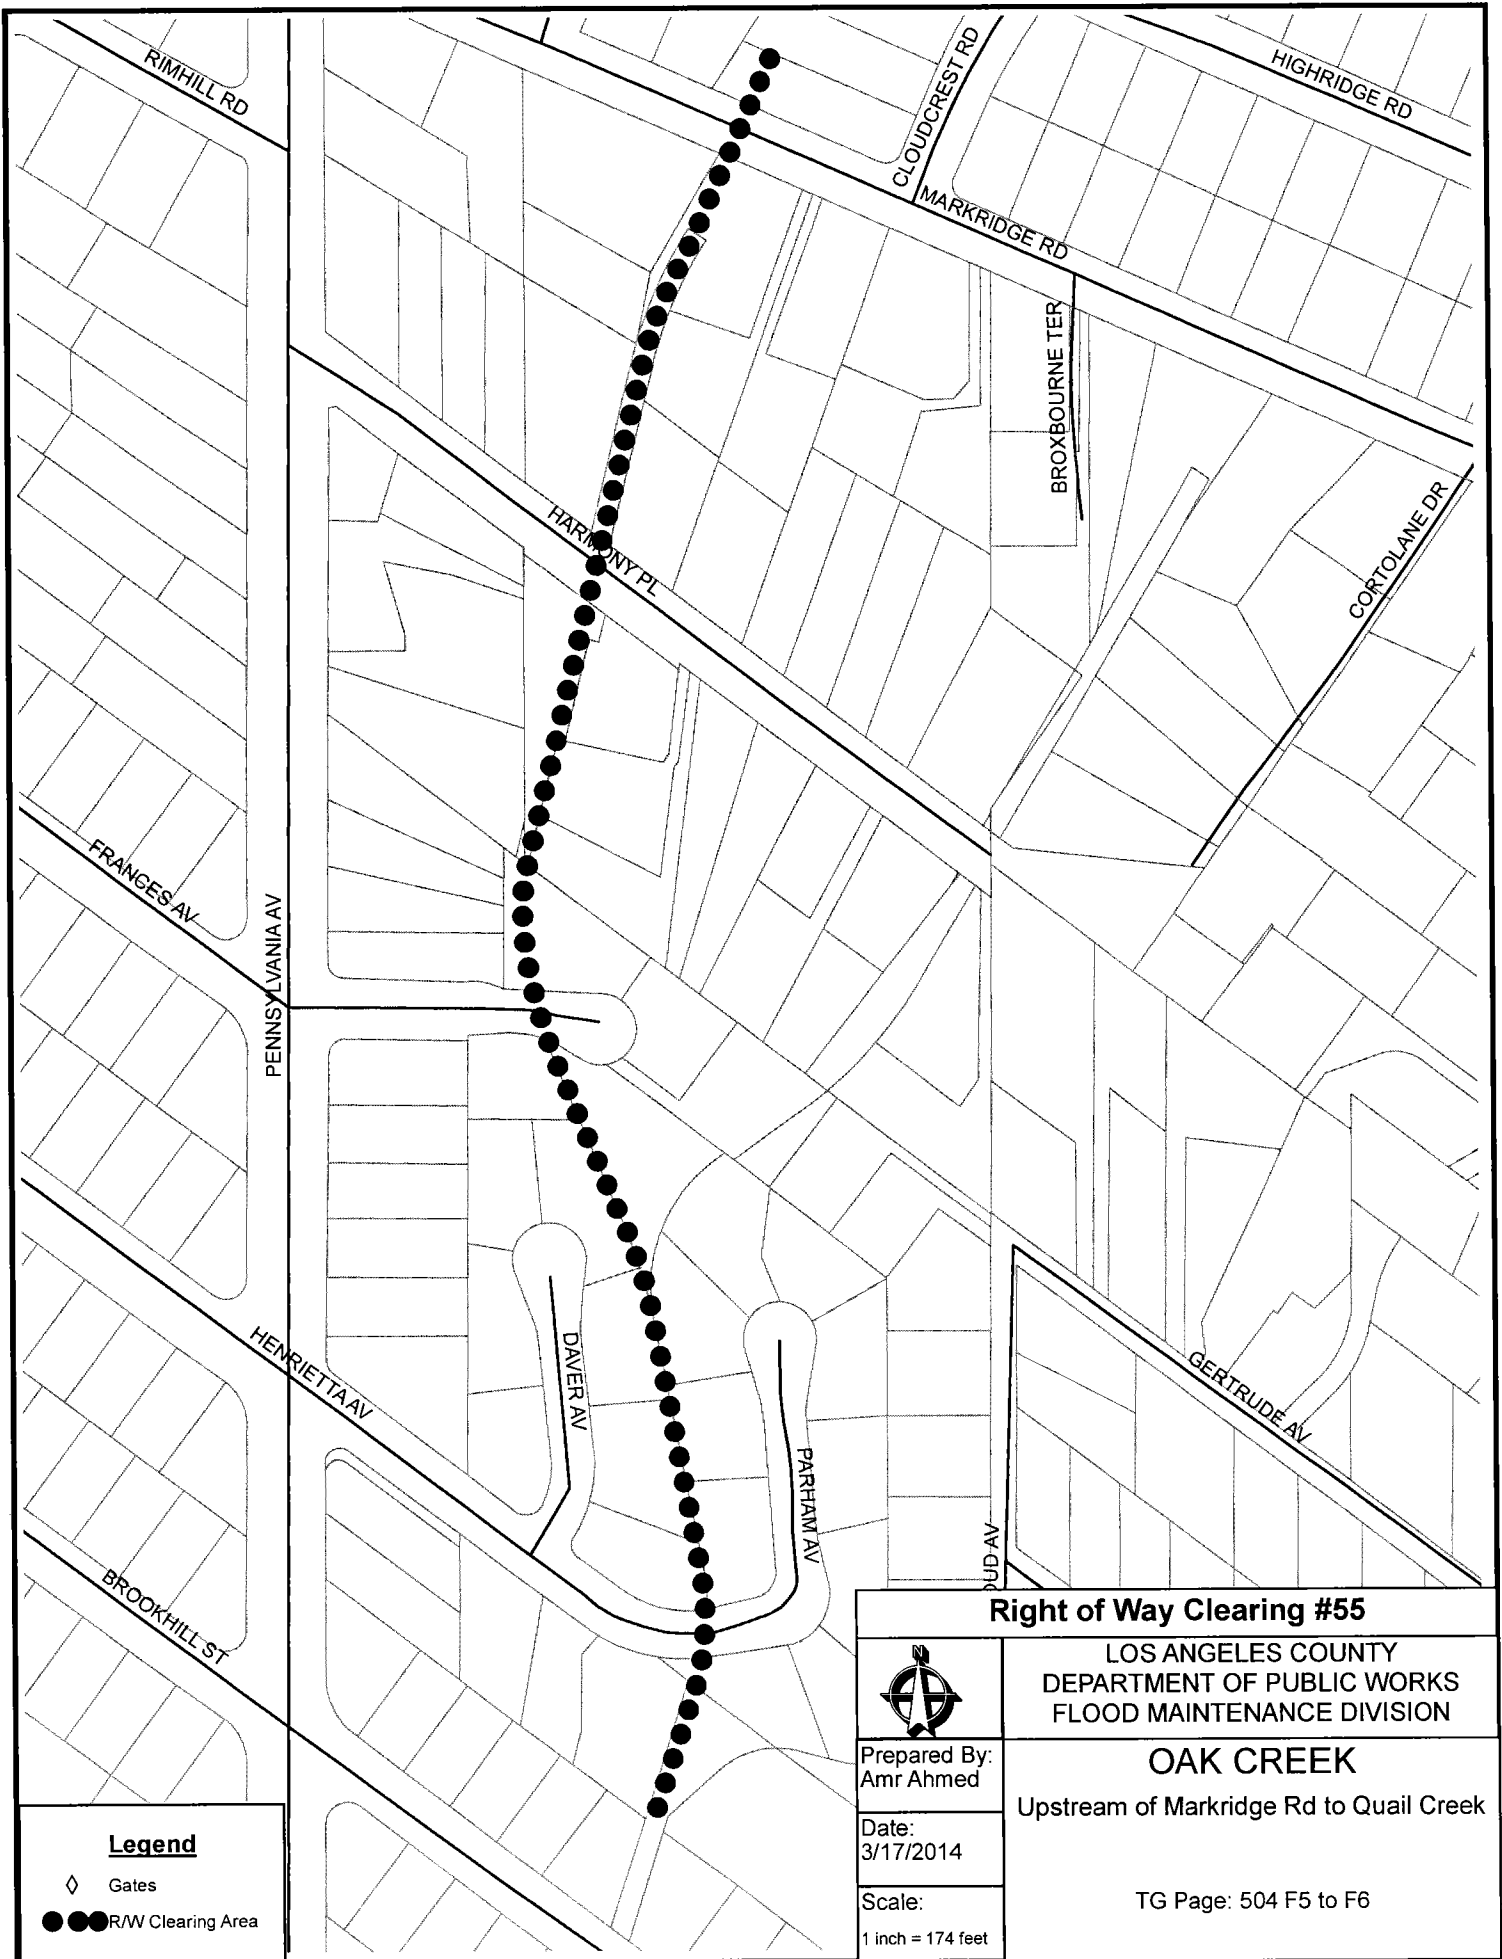 RIMHILL RD
CLOUDCREST RD
HIGHRIDGE RD
MARKRIDGE RD
BROXBOURNE TER
CORTOLANE DR
HARMONY PL
FRANCES AV
PENNSYLVANIA AV
HENRIETTA AV
DAVER AV
PARHAM AV
GERTRUDE AV
AV
BROOKHILL ST
Right of Way Clearing #55
N
LOS ANGELES COUNTY
DEPARTMENT OF PUBLIC WORKS
FLOOD MAINTENANCE DIVISION
Prepared By:
Amr Ahmed
OAK CREEK
Upstream of Markridge Rd to Quail Creek
Date:
3/17/2014
Scale:
1 inch = 174 feet
TG Page: 504 F5 to F6
Legend
Gates
R/W Clearing Area